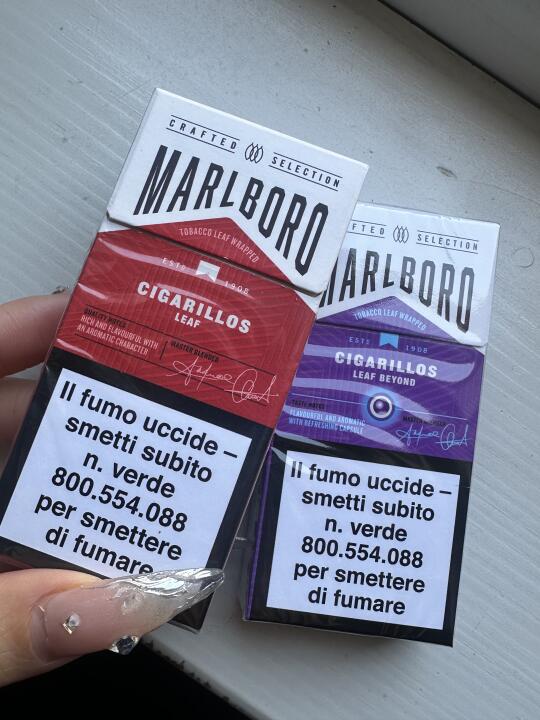 CRAFTED SELECTION
MARLBORO
TOBACCO LEAF WRAPPED
ESTD 1908
CIGARILLOS
LEAF
QUALITY NOTES
RICH AND FLAVOURFUL WITH
AN AROMATIC CHARACTER
MASTER BLENDER
Il fumo uccide –
smetti subito
n. verde
800.554.088
per smettere
di fumare
FTED SELECTION
MARLBORO
TOBACCO LEAF WRAPPED
ESTD 1908
CIGARILLOS
LEAF BEYOND
TASTE NOTES
FLAVOURFUL AND AROMATIC
WITH REFRESHING CAPSULE
Il fumo uccide –
smetti subito
n. verde
800.554.088
per smettere
di fumare